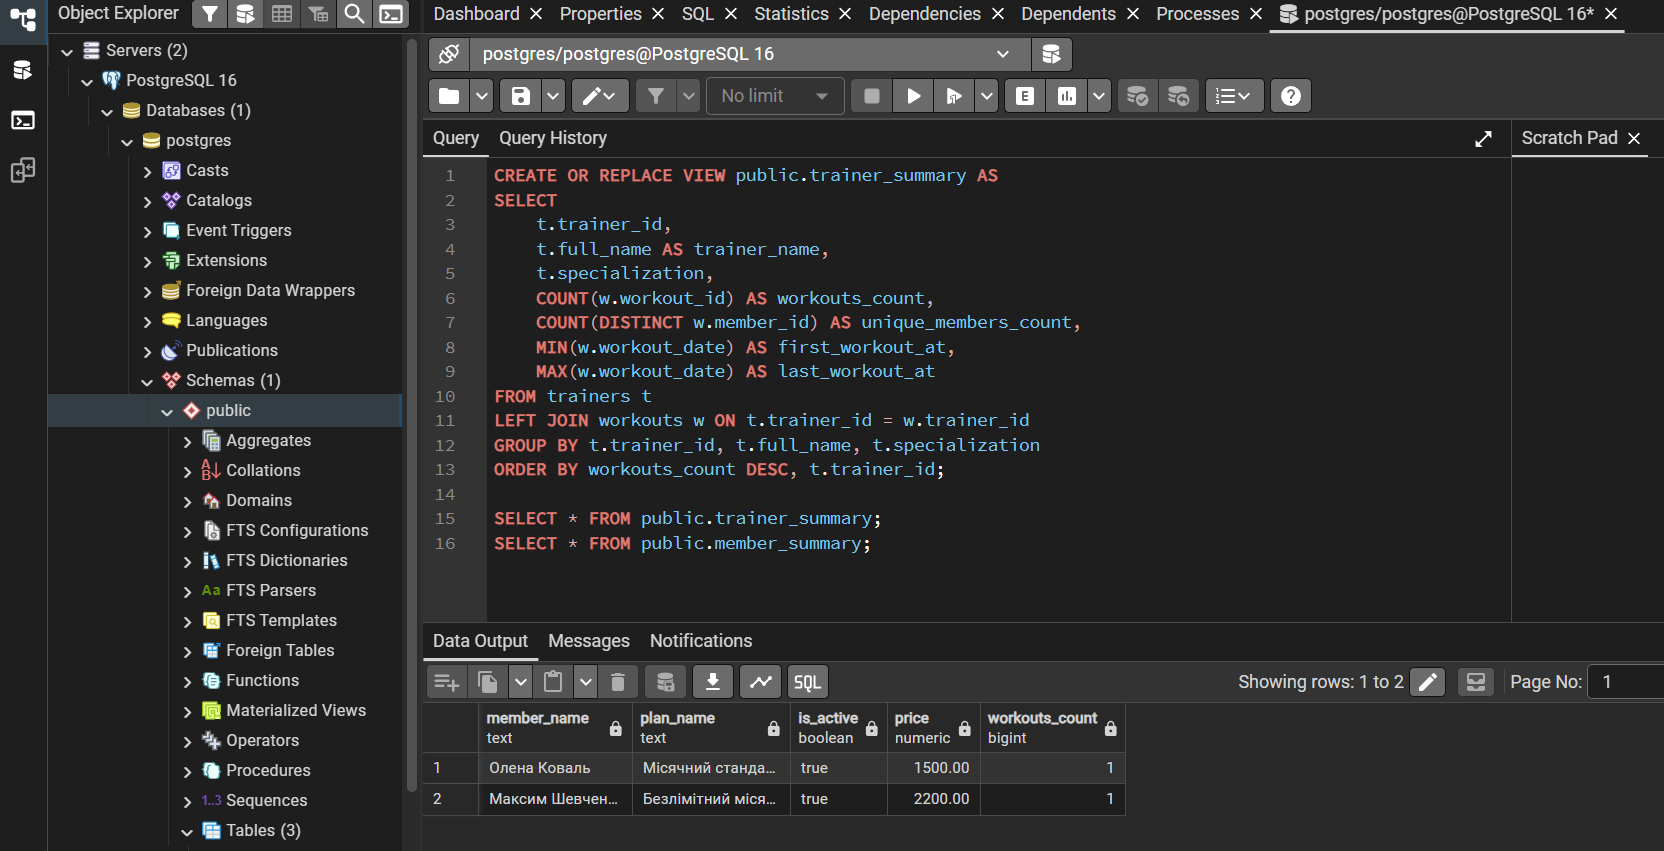 Object Explorer
Dashboard
Properties
SQL
Statistics
Dependencies
Dependents
Processes
postgres/postgres@PostgreSQL 16*
Servers (2)
PostgreSQL 16
Databases (1)
postgres
Casts
Catalogs
Event Triggers
Extensions
Foreign Data Wrappers
Languages
Publications
Schemas (1)
public
Aggregates
Collations
Domains
FTS Configurations
FTS Dictionaries
Aa FTS Parsers
FTS Templates
Foreign Tables
Functions
Materialized Views
Operators
Procedures
1..3 Sequences
Tables (3)
postgres/postgres@PostgreSQL 16
No limit
E
Query
Query History
Scratch Pad
1 CREATE OR REPLACE VIEW public.trainer_summary AS
2 SELECT
3 t.trainer_id,
4 t.full_name AS trainer_name,
5 t.specialization,
6 COUNT(w.workout_id) AS workouts_count,
7 COUNT(DISTINCT w.member_id) AS unique_members_count,
8 MIN(w.workout_date) AS first_workout_at,
9 MAX(w.workout_date) AS last_workout_at
10 FROM trainers t
11 LEFT JOIN workouts w ON t.trainer_id = w.trainer_id
12 GROUP BY t.trainer_id, t.full_name, t.specialization
13 ORDER BY workouts_count DESC, t.trainer_id;
14
15 SELECT * FROM public.trainer_summary;
16 SELECT * FROM public.member_summary;
Data Output
Messages
Notifications
SQL
Showing rows: 1 to 2
Page No: 1
member_name text
plan_name text
is_active boolean
price numeric
workouts_count bigint
1 Олена Коваль Місячний станда... true 1500.00 1
2 Максим Шевчен... Безлімітний міся... true 2200.00 1